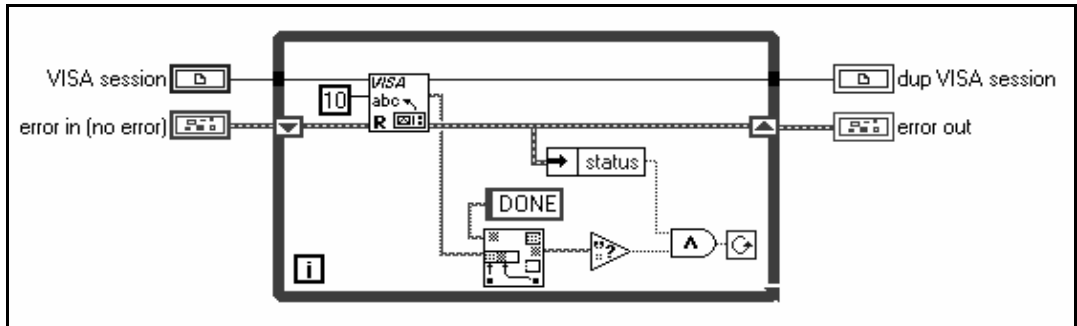 VISA session
error in (no error)
10
VISA
abc
R
dup VISA session
error out
status
DONE
?
i